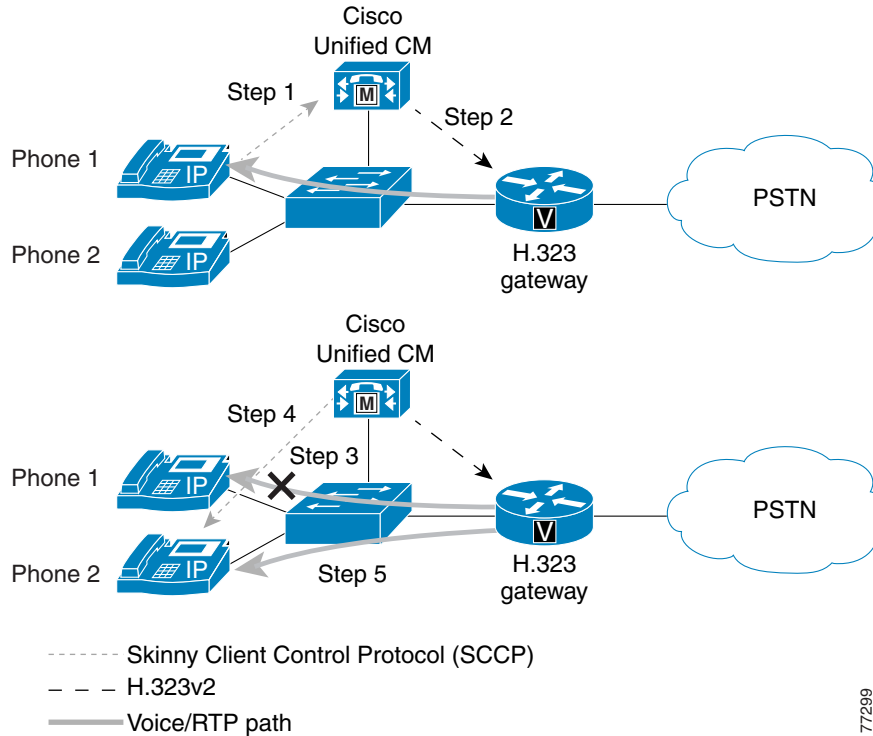 Cisco
Unified CM
Step 1
M
Step 2
Phone 1
IP
PSTN
Phone 2
IP
V
H.323
gateway
Cisco
Unified CM
M
Step 4
Step 3
Phone 1
IP
PSTN
V
Phone 2
IP
Step 5
H.323
gateway
Skinny Client Control Protocol (SCCP)
H.323v2
Voice/RTP path
77299